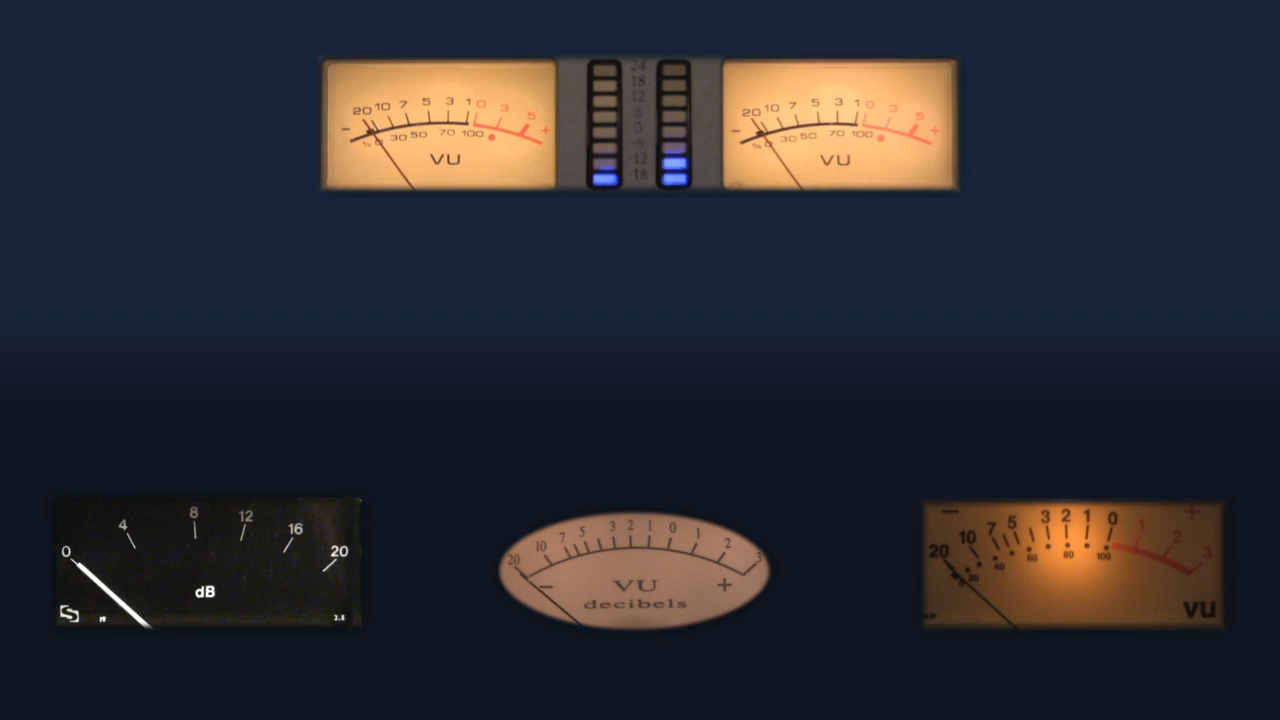 20 10 7 5 3 1 0 3 5
- +
% 0 30 50 70 100
VU
24
18
12
6
0
-6
-12
-18
20 10 7 5 3 1 0 3 5
- +
% 0 30 50 70 100
VU
0 4 8 12 16 20
dB
2.5
20 10 7 5 3 2 1 0 1 2 3
- +
VU
decibels
- +
20 10 7 5 3 2 1 0 1 2 3
0 20 40 60 80 100
vu